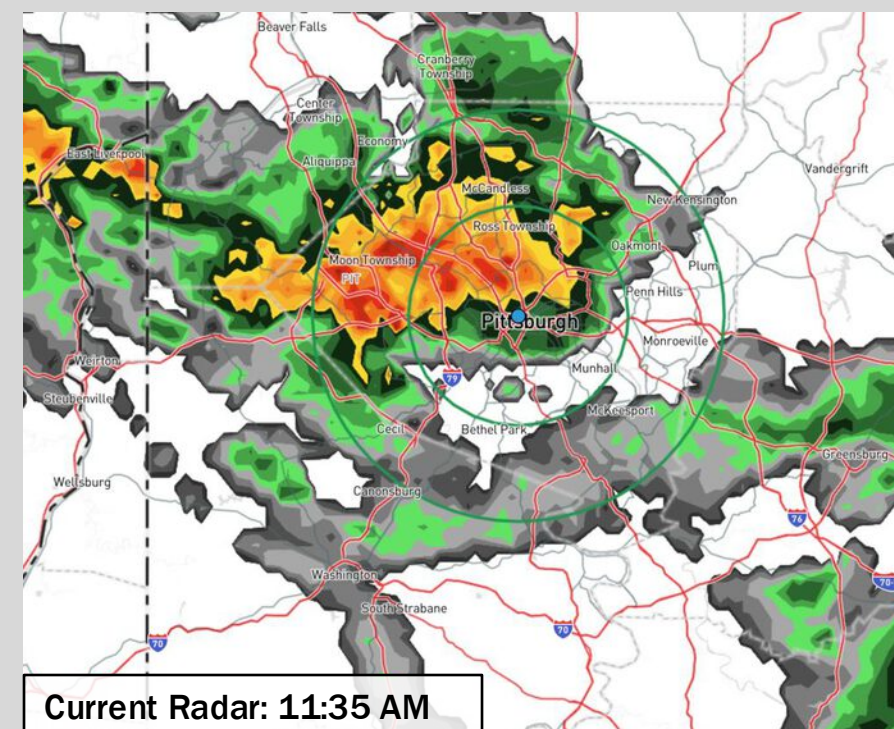 Beaver Falls
Cranberry
Township
Center
Township
Economy
East Liverpool
Aliquippa
Vandergrift
McCandless
New Kensington
Ross Township
Oakmont
Moon Township
Plum
PIT
Penn Hills
Pittsburgh
Monroeville
Weirton
Munhall
79
Steubenville
McKeesport
Cecil
Bethel Park
Greensburg
Wellsburg
Canonsburg
76
Washington
70-
South Strabane
70
70
Current Radar: 11:35 AM